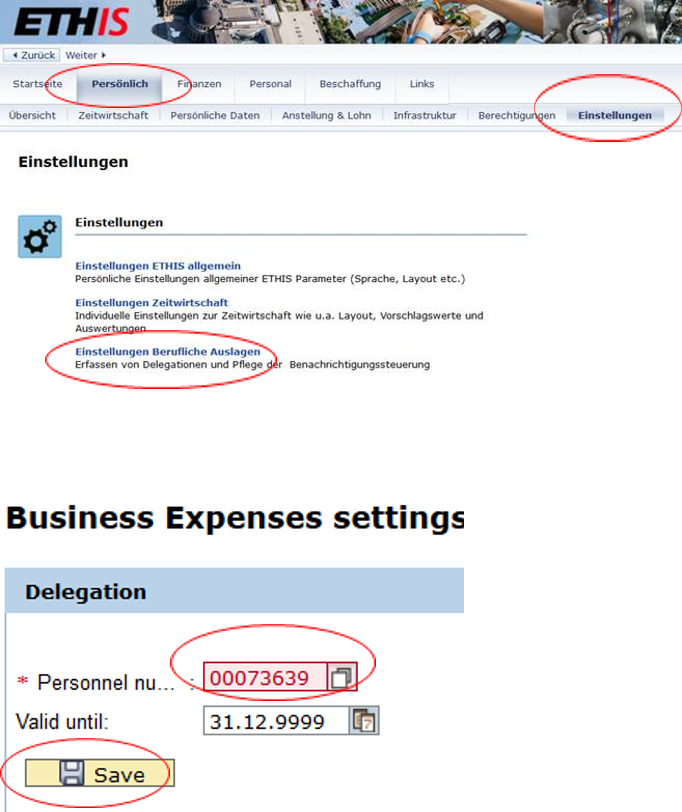 ETHIS
Zurück Weiter
Startseite Persönlich Finanzen Personal Beschaffung Links
Übersicht Zeitwirtschaft Persönliche Daten Anstellung & Lohn Infrastruktur Berechtigungen Einstellungen
Einstellungen
Einstellungen
Einstellungen ETHIS allgemein
Persönliche Einstellungen allgemeiner ETHIS Parameter (Sprache, Layout etc.)
Einstellungen Zeitwirtschaft
Individuelle Einstellungen zur Zeitwirtschaft wie u.a. Layout, Vorschlagswerte und
Auswertungen
Einstellungen Berufliche Auslagen
Erfassen von Delegationen und Pflege der Benachrichtigungssteuerung
Business Expenses settings
Delegation
* Personnel nu... : 00073639
Valid until: 31.12.9999
Save